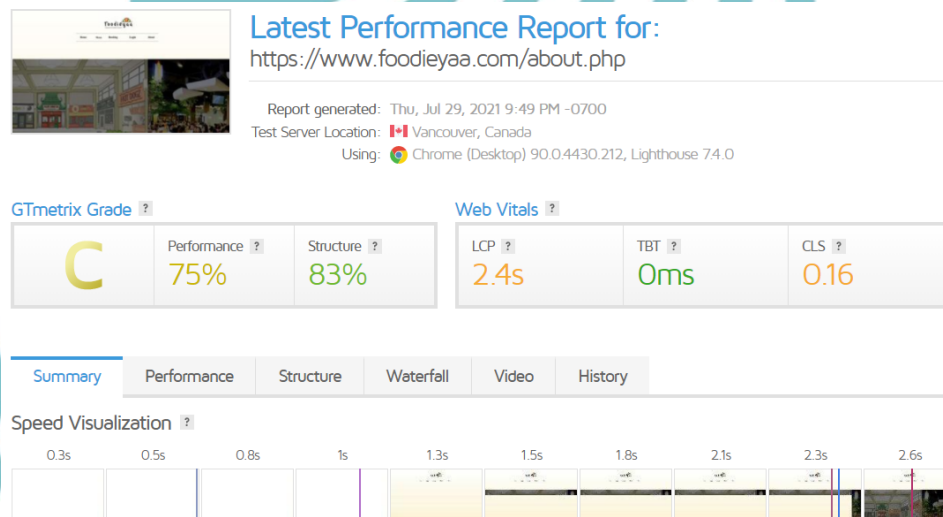 Foodieyaa
Latest Performance Report for:
https://www.foodieyaa.com/about.php
Report generated: Thu, Jul 29, 2021 9:49 PM -0700
Test Server Location: Vancouver, Canada
Using: Chrome (Desktop) 90.0.4430.212, Lighthouse 7.4.0
GTmetrix Grade ?
Web Vitals ?
C
Performance ?
75%
Structure ?
83%
LCP ?
2.4s
TBT ?
0ms
CLS ?
0.16
Summary Performance Structure Waterfall Video History
Speed Visualization ?
0.3s 0.5s 0.8s 1s 1.3s 1.5s 1.8s 2.1s 2.3s 2.6s